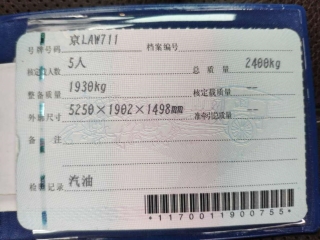 号牌号码 京LAW711 档案编号
核定载人数 5人 总质量 2400kg
整备质量 1930kg 核定载质量 --
外廓尺寸 5250×1902×1498mm 准牵引总质量 --
备注
检验记录 汽油
*1170011900755*